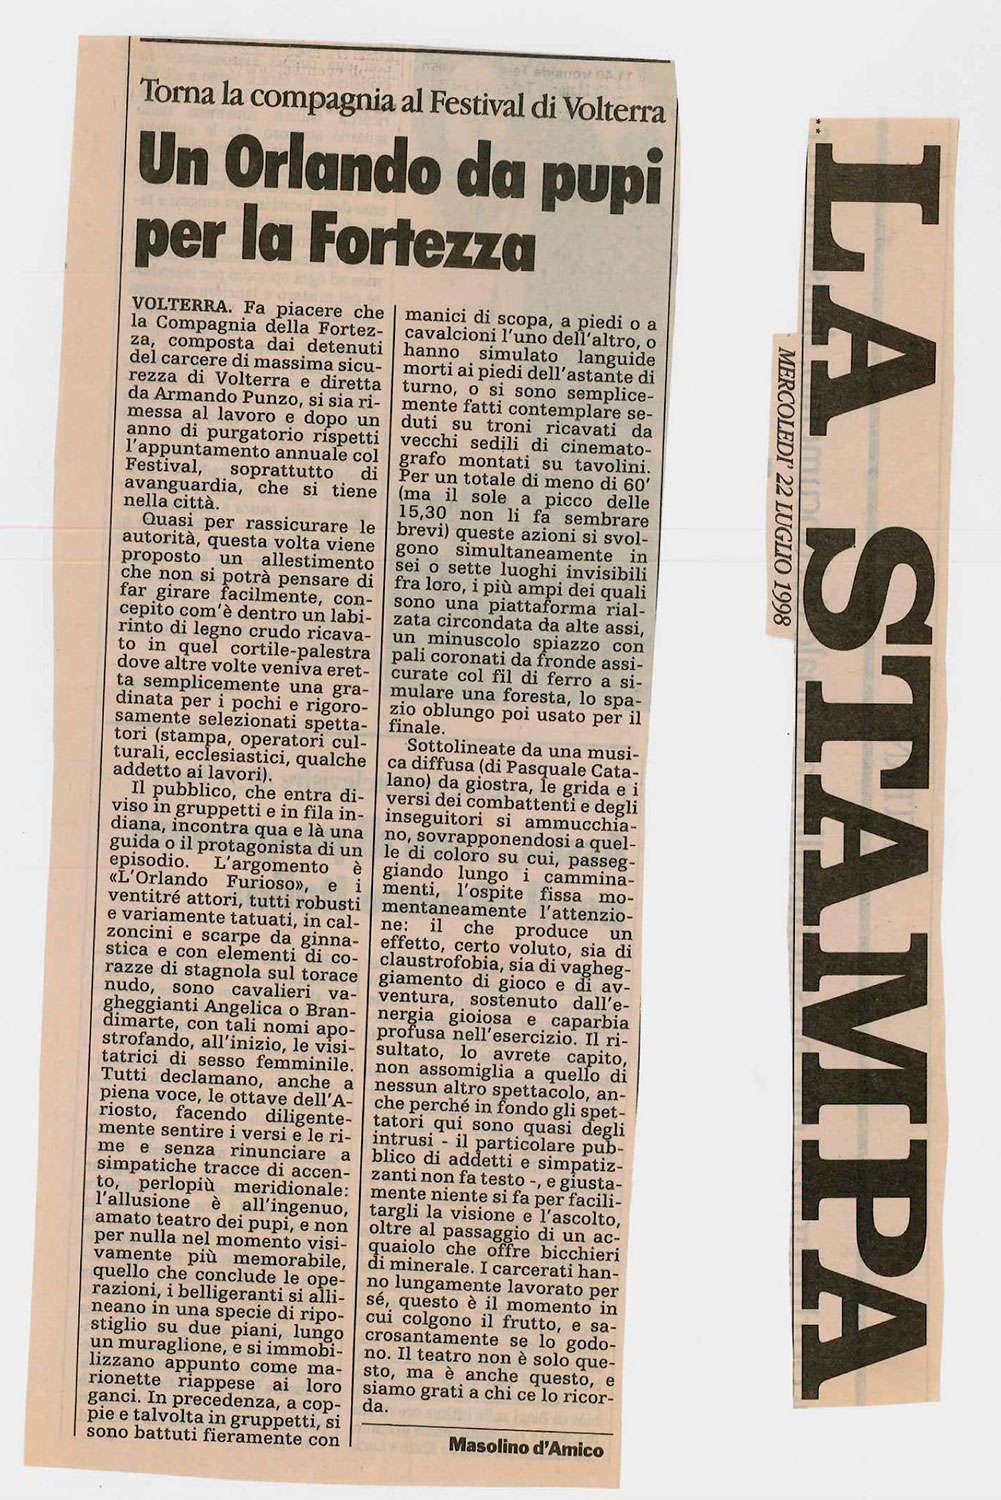 Torna la compagnia al Festival di Volterra
Un Orlando da pupi
per la Fortezza
VOLTERRA. Fa piacere che
la Compagnia della Fortez-
za, composta dai detenuti
del carcere di massima sicu-
rezza di Volterra e diretta
da Armando Punzo, si sia ri-
messa al lavoro e dopo un
anno di purgatorio rispetti
l'appuntamento annuale col
Festival, soprattutto di
avanguardia, che si tiene
nella città.
Quasi per rassicurare le
autorità, questa volta viene
proposto un allestimento
che non si potrà pensare di
far girare facilmente, con-
cepito com'è dentro un labi-
rinto di legno crudo ricava-
to in quel cortile-palestra
dove altre volte veniva eret-
ta semplicemente una gra-
dinata per i pochi e rigoro-
samente selezionati spetta-
tori (stampa, operatori cul-
turali, ecclesiastici, qualche
addetto ai lavori).
Il pubblico, che entra di-
viso in gruppetti e in fila in-
diana, incontra qua e là una
guida o il protagonista di un
episodio. L'argomento è
«L'Orlando Furioso», e i
ventitré attori, tutti robusti
e variamente tatuati, in cal-
zoncini e scarpe da ginna-
stica e con elementi di co-
razze di stagnola sul torace
nudo, sono cavalieri va-
gheggianti Angelica o Bran-
dimarte, con tali nomi apo-
strofando, all'inizio, le visi-
tatrici di sesso femminile.
Tutti declamano, anche a
piena voce, le ottave dell'A-
riosto, facendo diligente-
mente sentire i versi e le ri-
me e senza rinunciare a
simpatiche tracce di accen-
to, perlopiù meridionale:
l'allusione è all'ingenuo,
amato teatro dei pupi, e non
per nulla nel momento visi-
vamente più memorabile,
quello che conclude le ope-
razioni, i belligeranti si alli-
neano in una specie di ripo-
stiglio su due piani, lungo
un muraglione, e si immobi-
lizzano appunto come ma-
rionette riappese ai loro
ganci. In precedenza, a cop-
pie e talvolta in gruppetti, si
sono battuti fieramente con
manici di scopa, a piedi o a
cavalcioni l'uno dell'altro, o
hanno simulato languide
morti ai piedi dell'astante di
turno, o si sono semplice-
mente fatti contemplare se-
duti su troni ricavati da
vecchi sedili di cinemato-
grafo montati su tavolini.
Per un totale di meno di 60'
(ma il sole a picco delle
15,30 non li fa sembrare
brevi) queste azioni si svol-
gono simultaneamente in
sei o sette luoghi invisibili
fra loro, i più ampi dei quali
sono una piattaforma rial-
zata circondata da alte assi,
un minuscolo spiazzo con
pali coronati da fronde assi-
curate col fil di ferro a si-
mulare una foresta, lo spa-
zio oblungo poi usato per il
finale.
Sottolineate da una musi-
ca diffusa (di Pasquale Cata-
lano) da giostra, le grida e i
versi dei combattenti e degli
inseguitori si ammucchia-
no, sovrapponendosi a quel-
le di coloro su cui, passeg-
giando lungo i cammina-
menti, l'ospite fissa mo-
mentaneamente l'attenzio-
ne: il che produce un
effetto, certo voluto, sia di
claustrofobia, sia di vagheg-
giamento di gioco e di av-
ventura, sostenuto dall'e-
nergia gioiosa e caparbia
profusa nell'esercizio. Il ri-
sultato, lo avrete capito,
non assomiglia a quello di
nessun altro spettacolo, an-
che perché in fondo gli spet-
tatori qui sono quasi degli
intrusi - il particolare pub-
blico di addetti e simpatiz-
zanti non fa testo -, e giusta-
mente niente si fa per facili-
targli la visione e l'ascolto,
oltre al passaggio di un ac-
quaiolo che offre bicchieri
di minerale. I carcerati han-
no lungamente lavorato per
sé, questo è il momento in
cui colgono il frutto, e sa-
crosantamente se lo godo-
no. Il teatro non è solo que-
sto, ma è anche questo, e
siamo grati a chi ce lo ricor-
da.
Masolino d'Amico
LA STAMPA
MERCOLEDI' 22 LUGLIO 1998